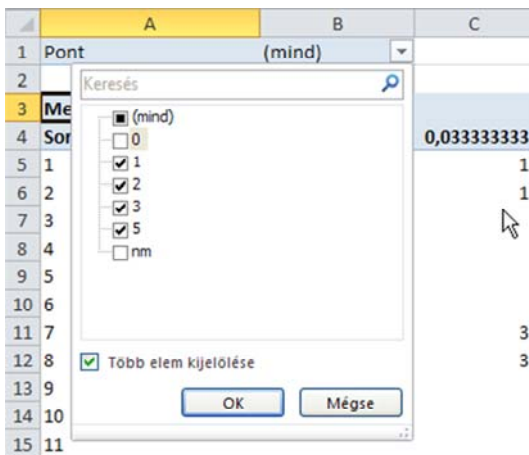 A B C
1 Pont (mind)
2 Keresés
3 Me
(mind)
4 Sor 0 0,033333333
5 1 1 1
6 2 2 1
7 3 3
8 4 5
9 5 nm
10 6
11 7 3
12 8 Több elem kijelölése 3
13 9
OK Mégse
14 10
15 11